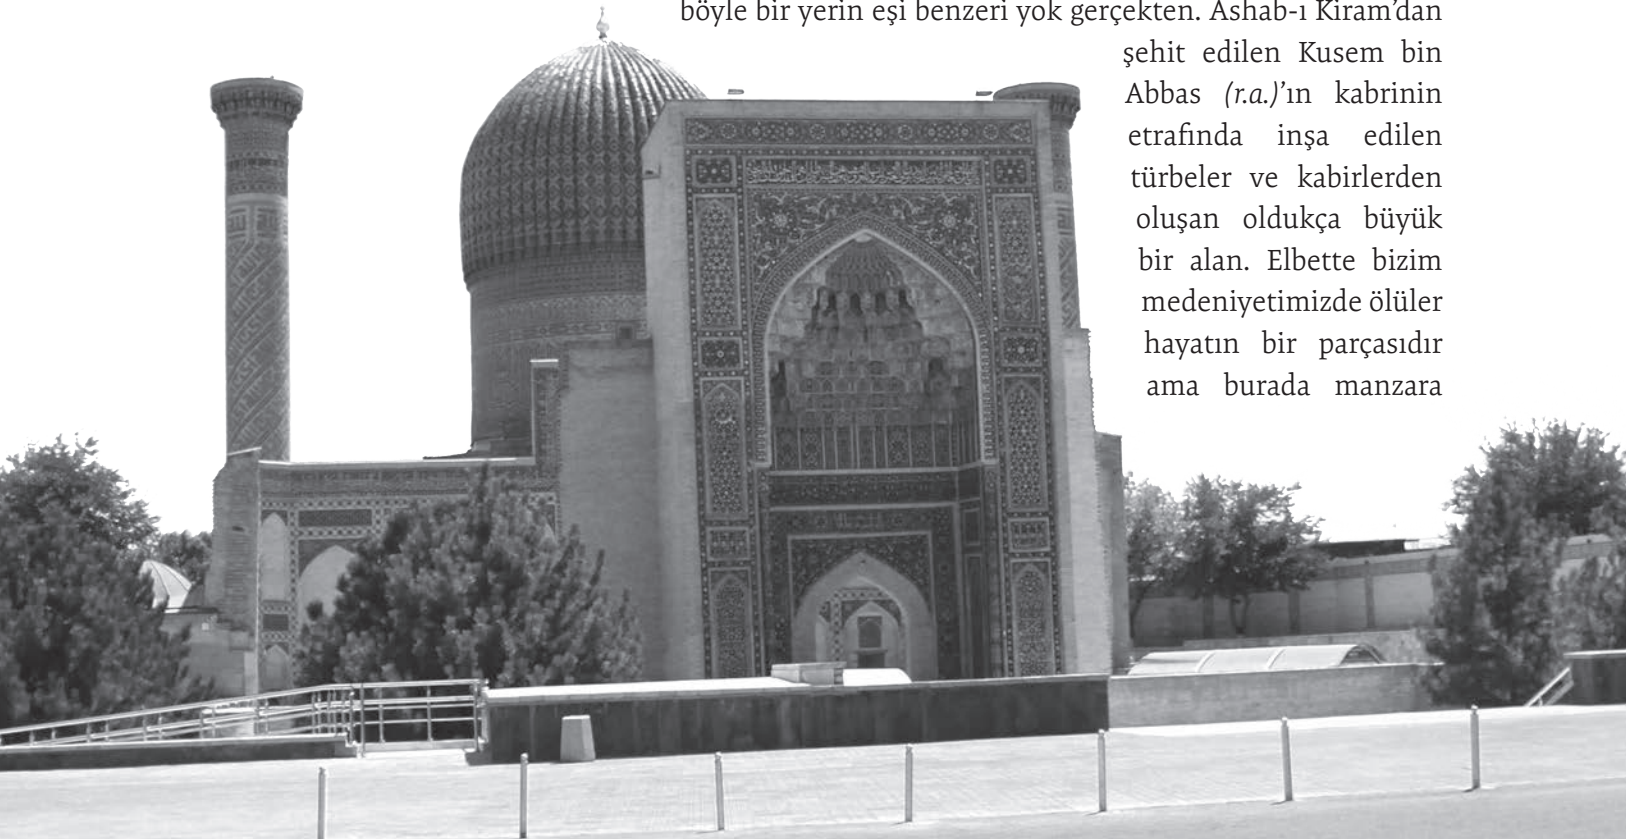 böyle bir yerin eşi benzeri yok gerçekten. Ashab-ı Kiram’dan
şehit edilen Kusem bin
Abbas (r.a.)’ın kabrinin
etrafında inşa edilen
türbeler ve kabirlerden
oluşan oldukça büyük
bir alan. Elbette bizim
medeniyetimizde ölüler
hayatın bir parçasıdır
ama burada manzara